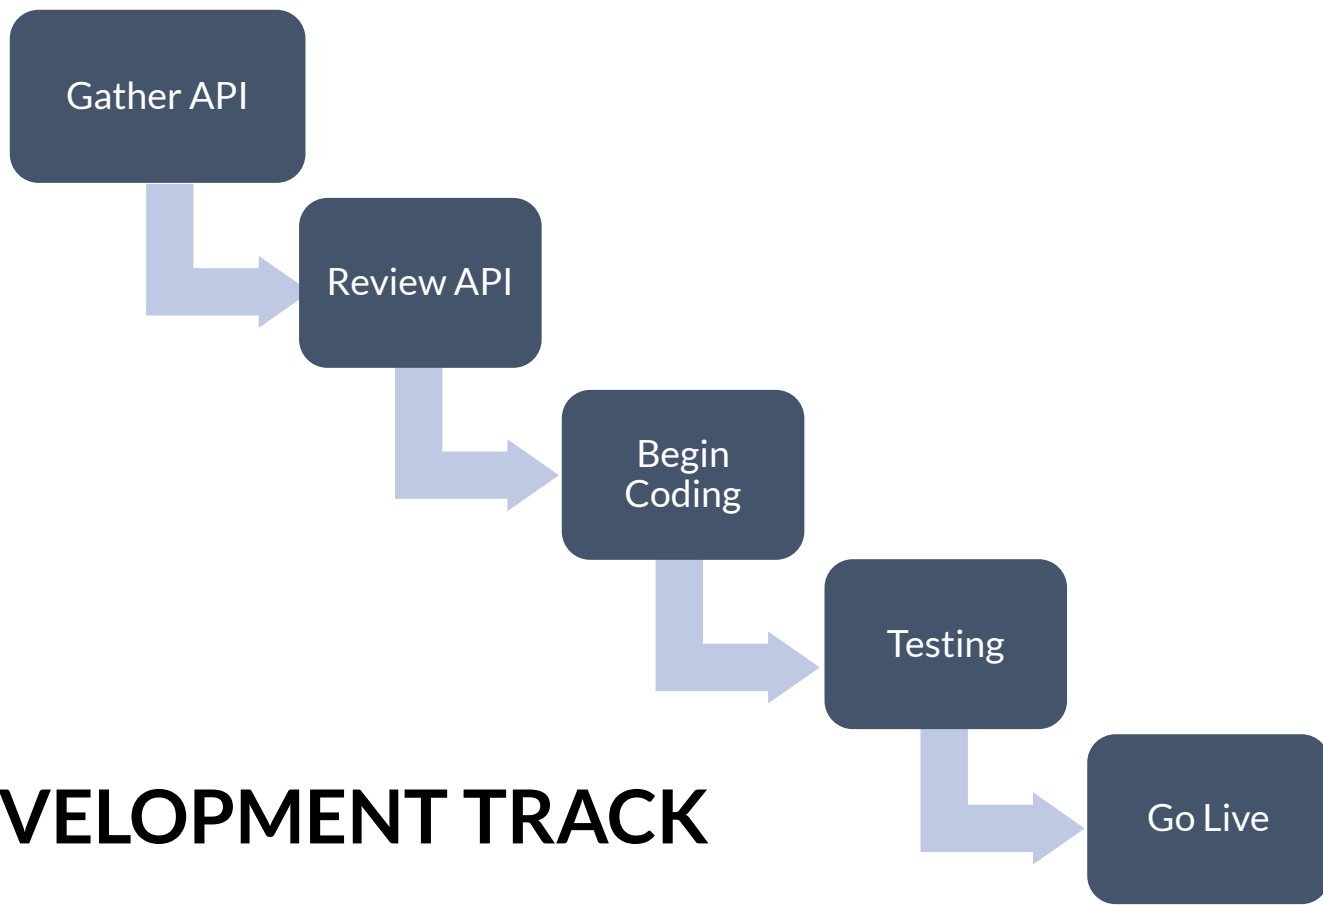 Gather API
Review API
Begin
Coding
Testing
Go Live
VELOPMENT TRACK